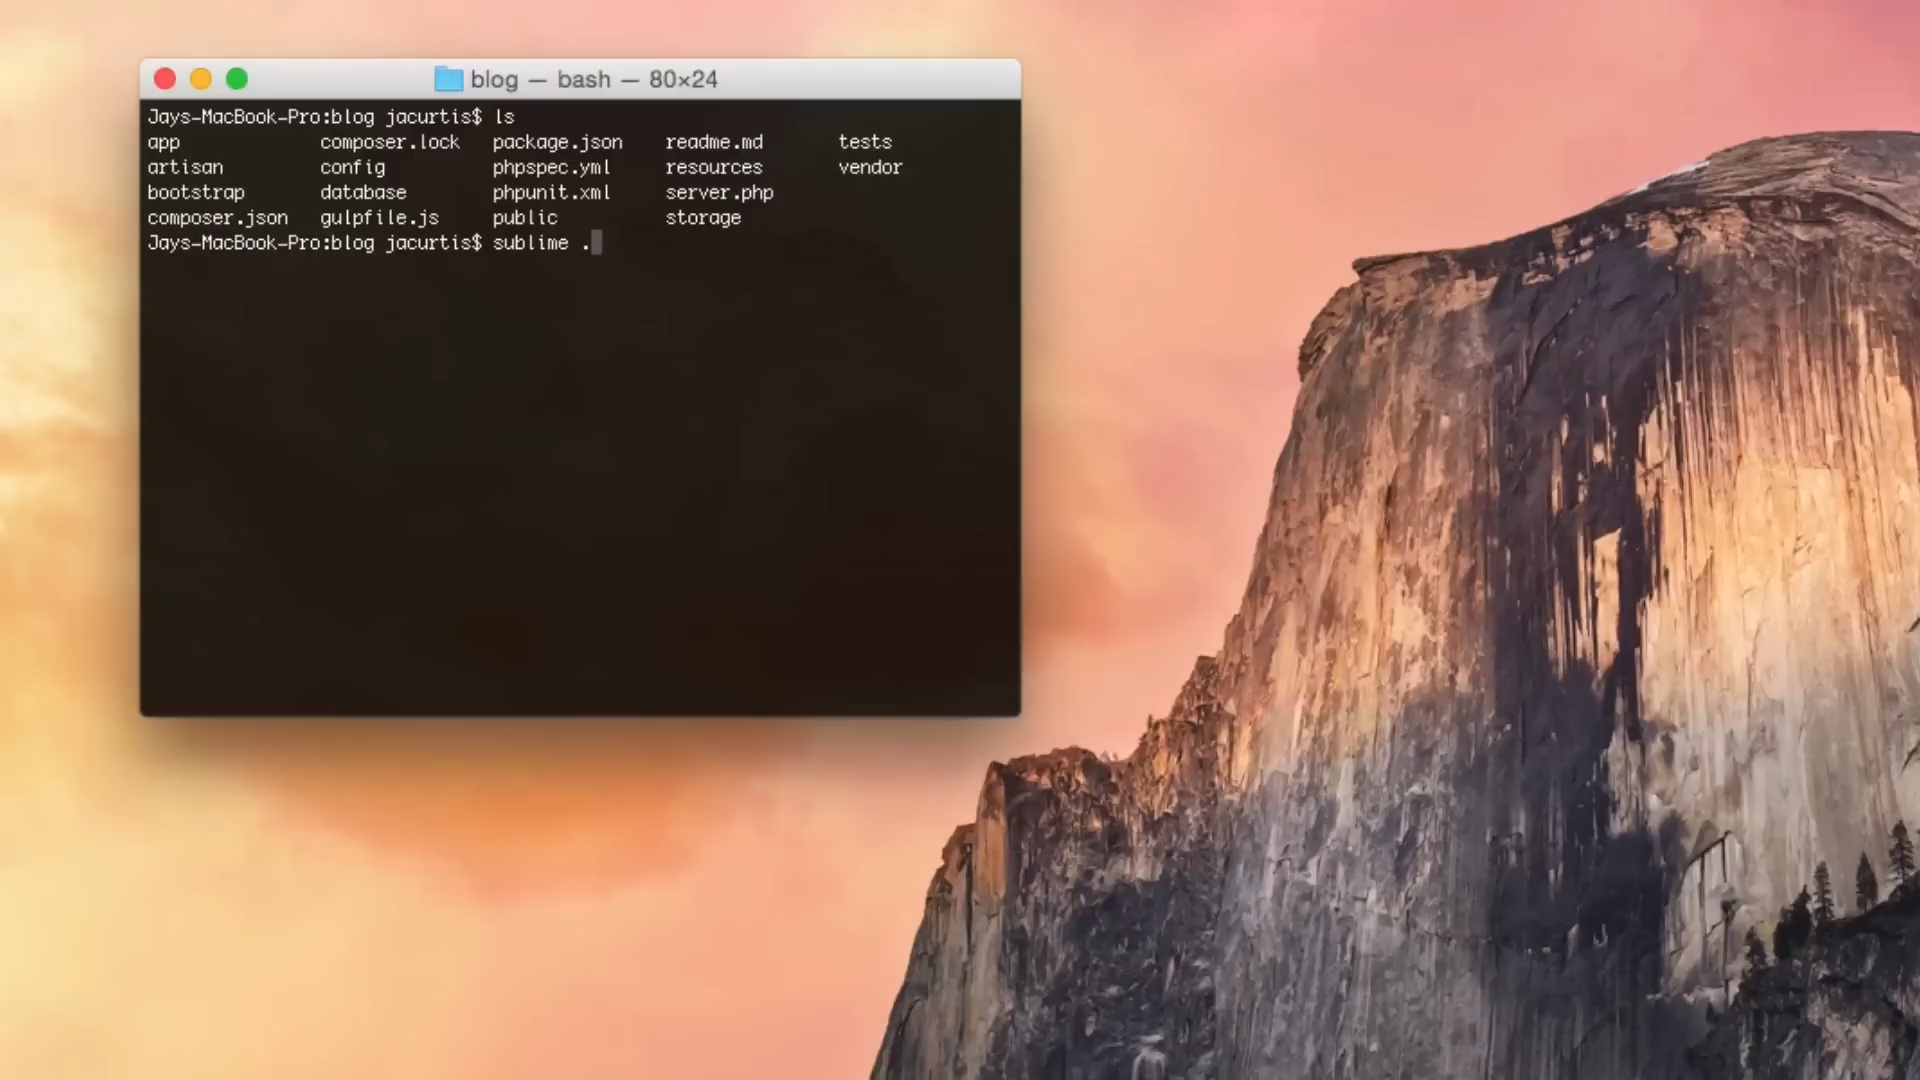 blog — bash — 80×24
Jays-MacBook-Pro:blog jacurtis$ ls
app composer.lock package.json readme.md tests
artisan config phpspec.yml resources vendor
bootstrap database phpunit.xml server.php
composer.json gulpfile.js public storage
Jays-MacBook-Pro:blog jacurtis$ sublime .